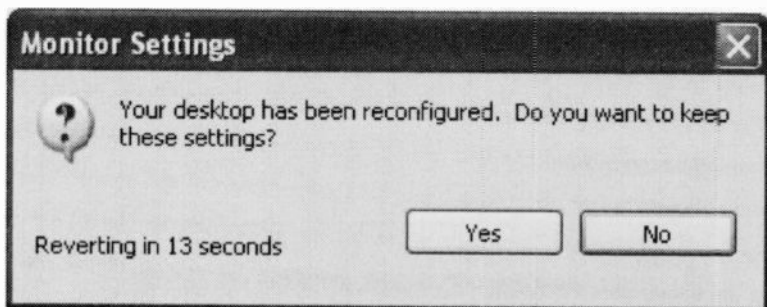 Monitor Settings
Your desktop has been reconfigured. Do you want to keep
these settings?
Reverting in 13 seconds
Yes
No